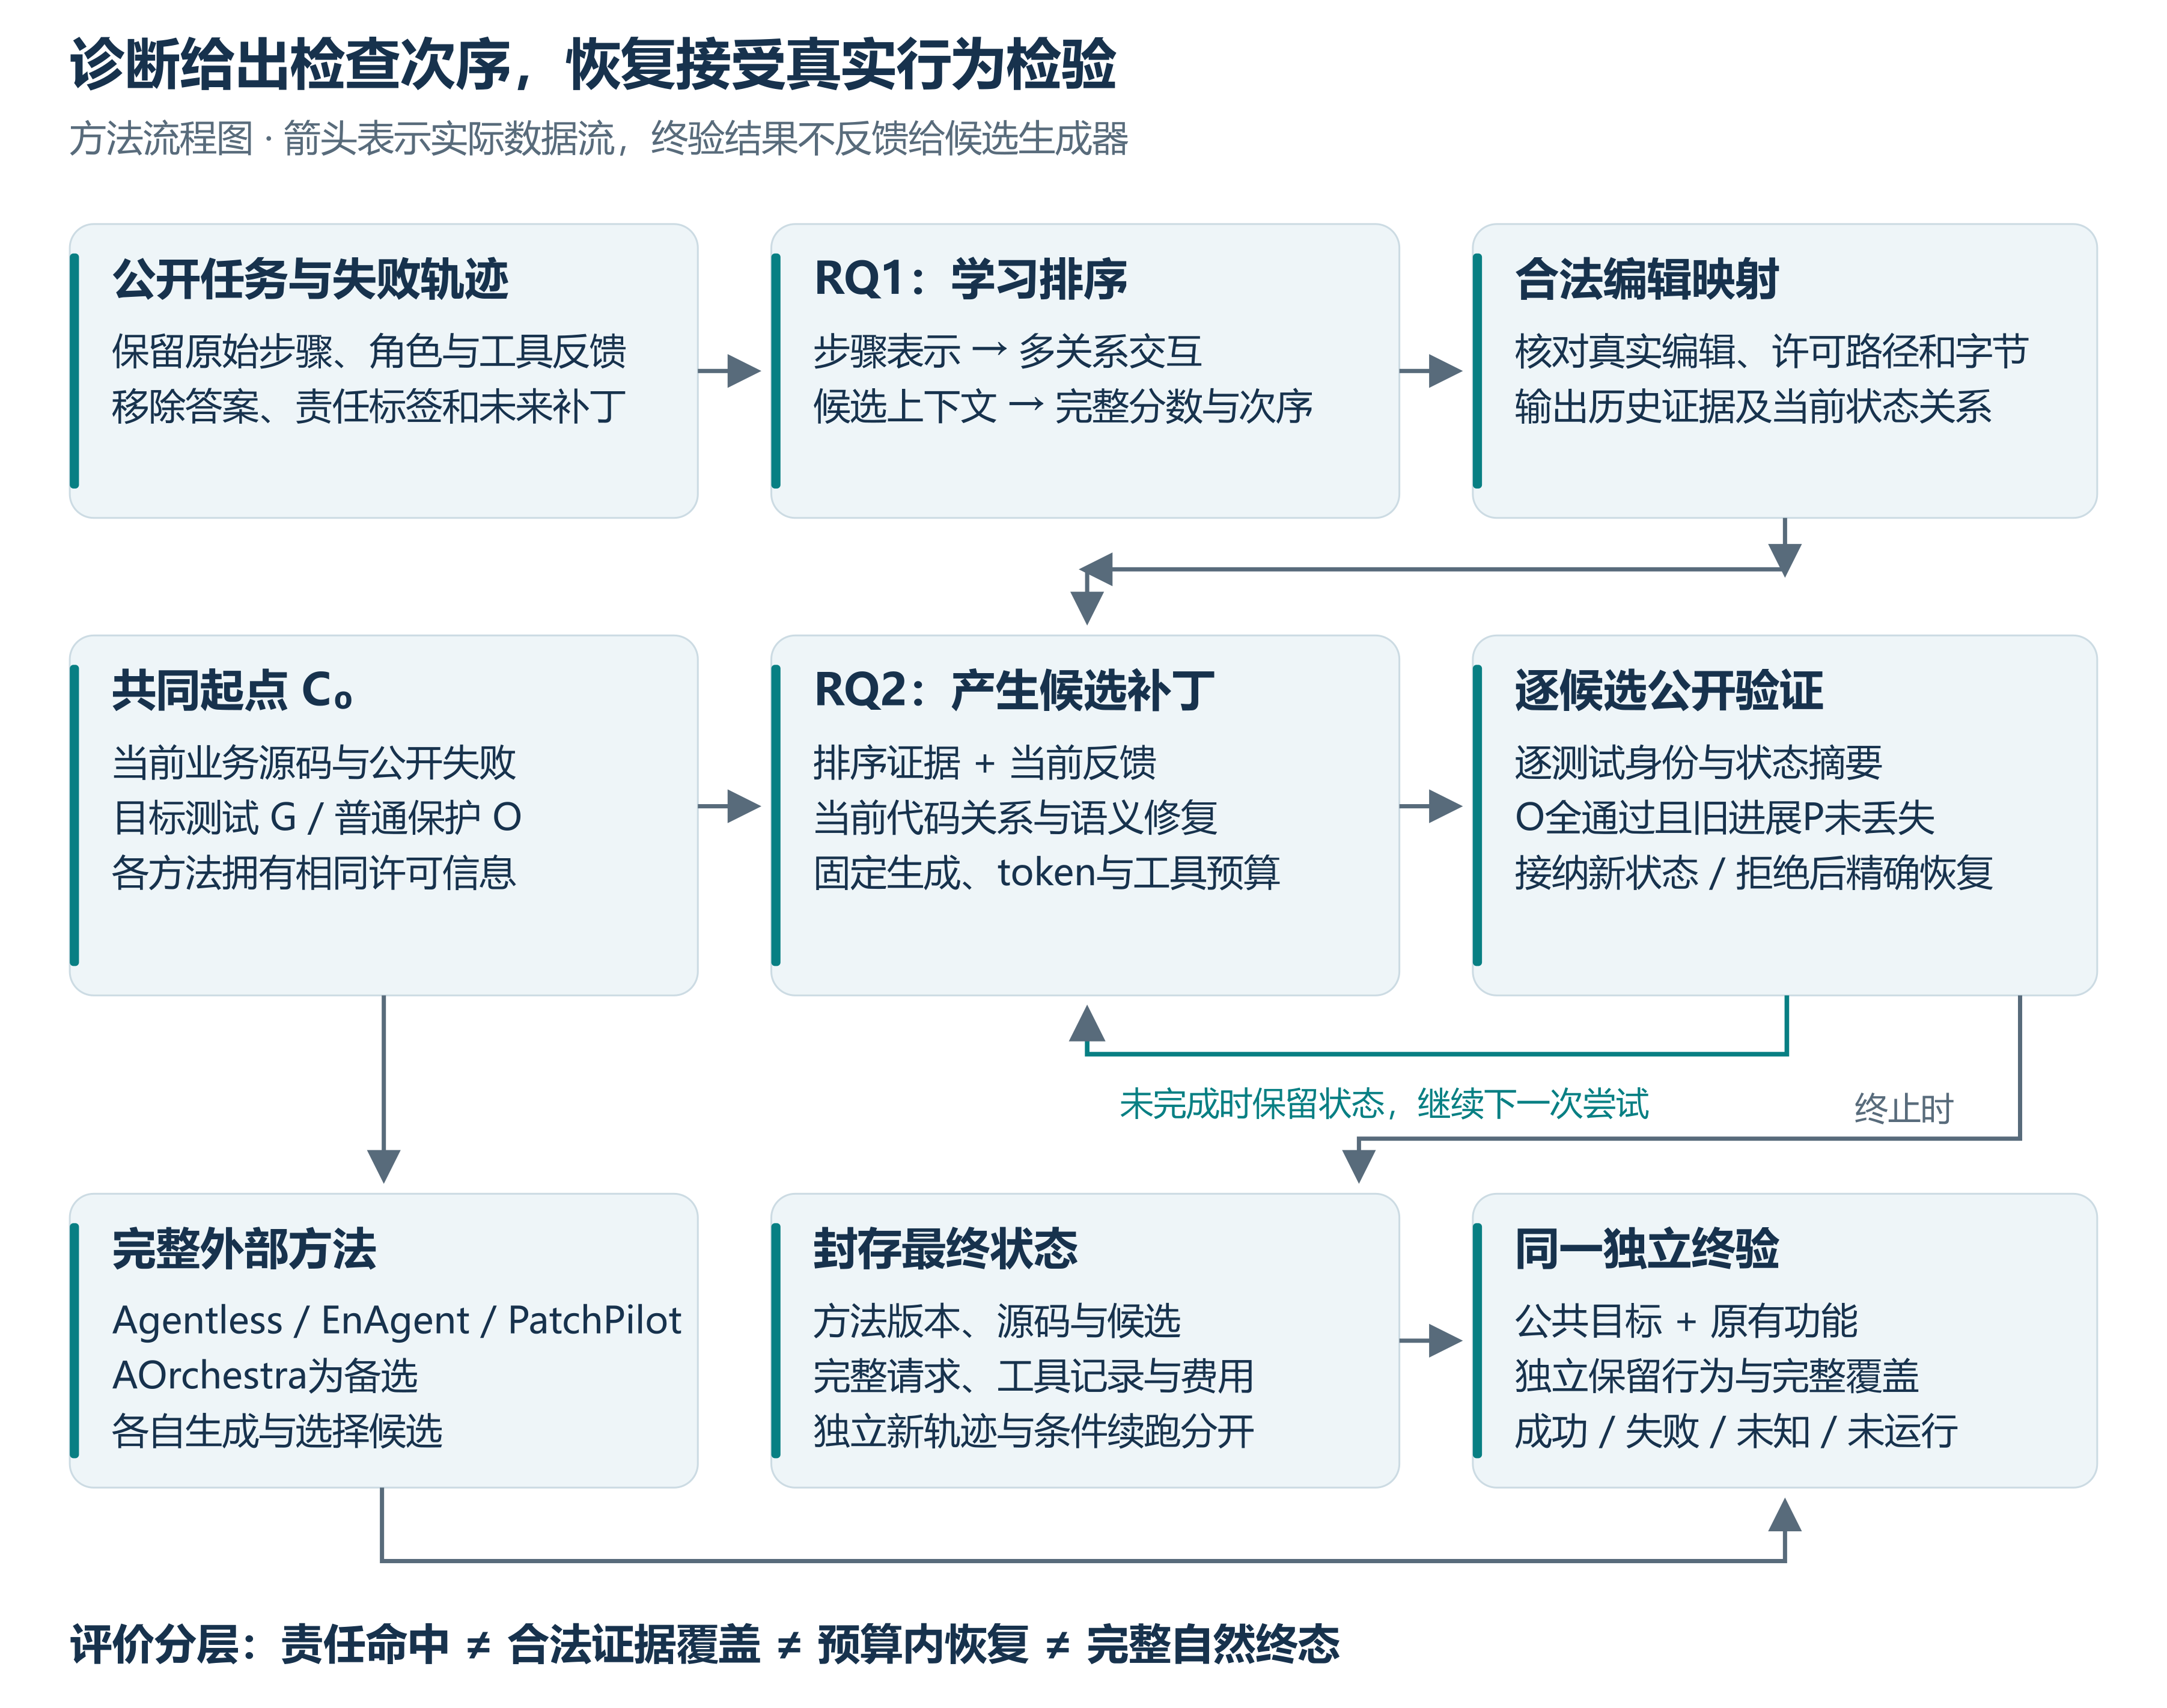 诊断给出检查次序，恢复接受真实行为检验
方法流程图 · 箭头表示实际数据流，终验结果不反馈给候选生成器
公开任务与失败轨迹
保留原始步骤、角色与工具反馈
移除答案、责任标签和未来补丁
RQ1：学习排序
步骤表示 → 多关系交互
候选上下文 → 完整分数与次序
合法编辑映射
核对真实编辑、许可路径和字节
输出历史证据及当前状态关系
共同起点 C₀
当前业务源码与公开失败
目标测试 G / 普通保护 O
各方法拥有相同许可信息
RQ2：产生候选补丁
排序证据 + 当前反馈
当前代码关系与语义修复
固定生成、token与工具预算
逐候选公开验证
逐测试身份与状态摘要
O全通过且旧进展P未丢失
接纳新状态 / 拒绝后精确恢复
未完成时保留状态，继续下一次尝试
终止时
完整外部方法
Agentless / EnAgent / PatchPilot
AOrchestra为备选
各自生成与选择候选
封存最终状态
方法版本、源码与候选
完整请求、工具记录与费用
独立新轨迹与条件续跑分开
同一独立终验
公共目标 + 原有功能
独立保留行为与完整覆盖
成功 / 失败 / 未知 / 未运行
评价分层：责任命中 ≠ 合法证据覆盖 ≠ 预算内恢复 ≠ 完整自然终态